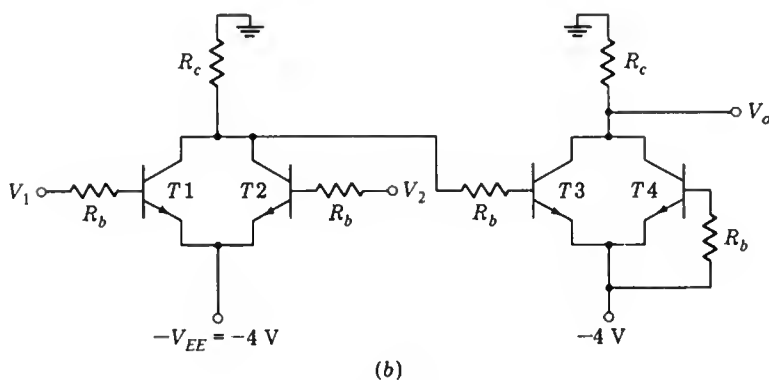 R_c
R_c
V_o
V_1
R_b
T1
T2
R_b
V_2
R_b
T3
T4
R_b
-V_EE = -4 V
-4 V
(b)